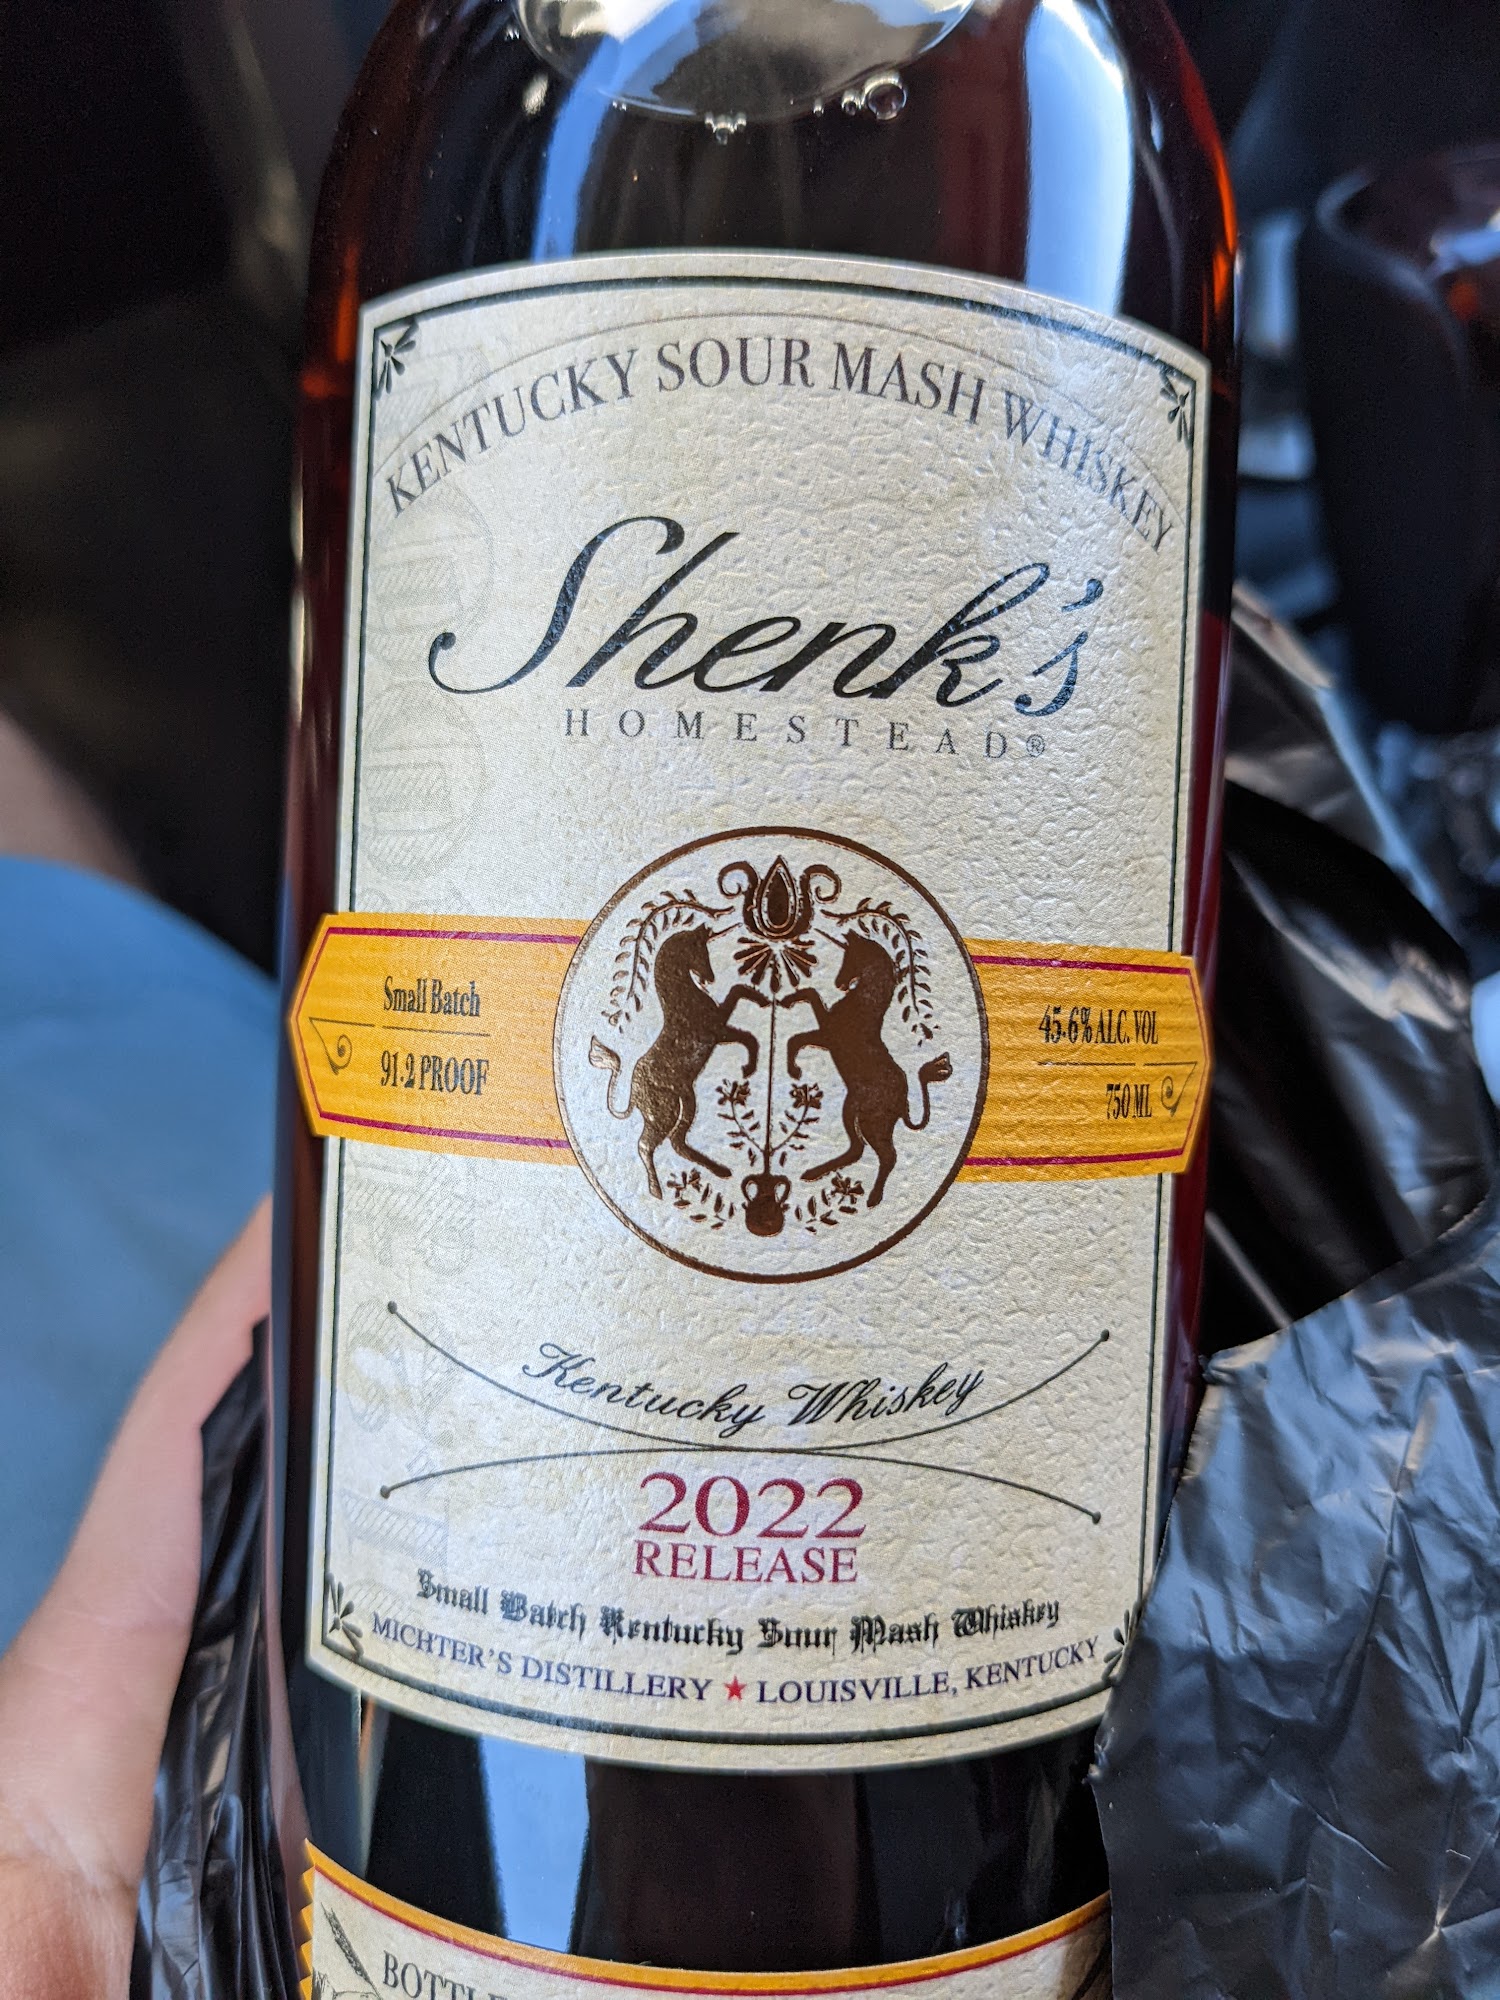 KENTUCKY SOUR MASH WHISKEY
Shenk's
HOMESTEAD®
Small Batch
91.2 PROOF
45.6% ALC. VOL
750 ML
Kentucky Whiskey
2022
RELEASE
Small Batch Kentucky Sour Mash Whiskey
MICHTER'S DISTILLERY ★ LOUISVILLE, KENTUCKY